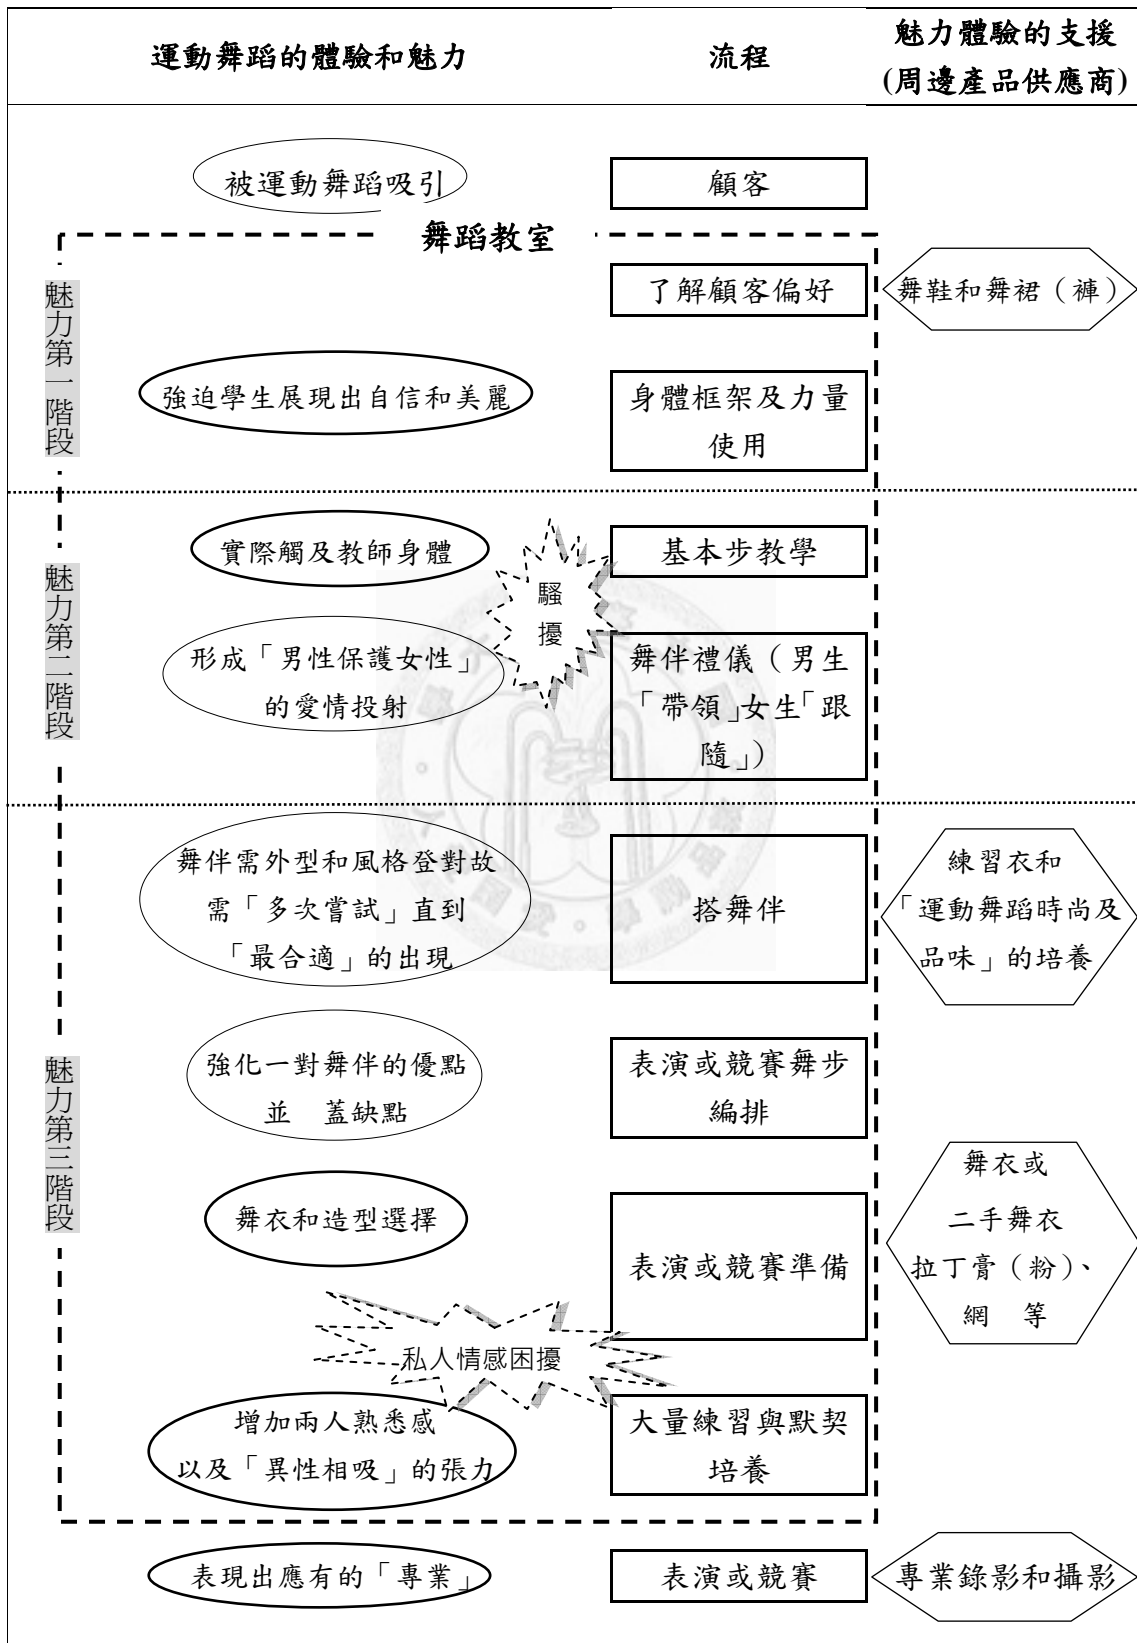 運動舞蹈的體驗和魅力
流程
魅力體驗的支援
(周邊產品供應商)
被運動舞蹈吸引
顧客
舞蹈教室
魅力第一階段
了解顧客偏好
舞鞋和舞裙（褲）
強迫學生展現出自信和美麗
身體框架及力量
使用
魅力第二階段
實際觸及教師身體
騷
擾
基本步教學
形成「男性保護女性」
的愛情投射
舞伴禮儀（男生
「帶領」女生「跟
隨」）
魅力第三階段
舞伴需外型和風格登對故
需「多次嘗試」直到
「最合適」的出現
搭舞伴
練習衣和
「運動舞蹈時尚及
品味」的培養
強化一對舞伴的優點
並　蓋缺點
表演或競賽舞步
編排
舞衣和造型選擇
表演或競賽準備
舞衣或
二手舞衣
拉丁膏（粉）、
網　等
私人情感困擾
增加兩人熟悉感
以及「異性相吸」的張力
大量練習與默契
培養
表現出應有的「專業」
表演或競賽
專業錄影和攝影